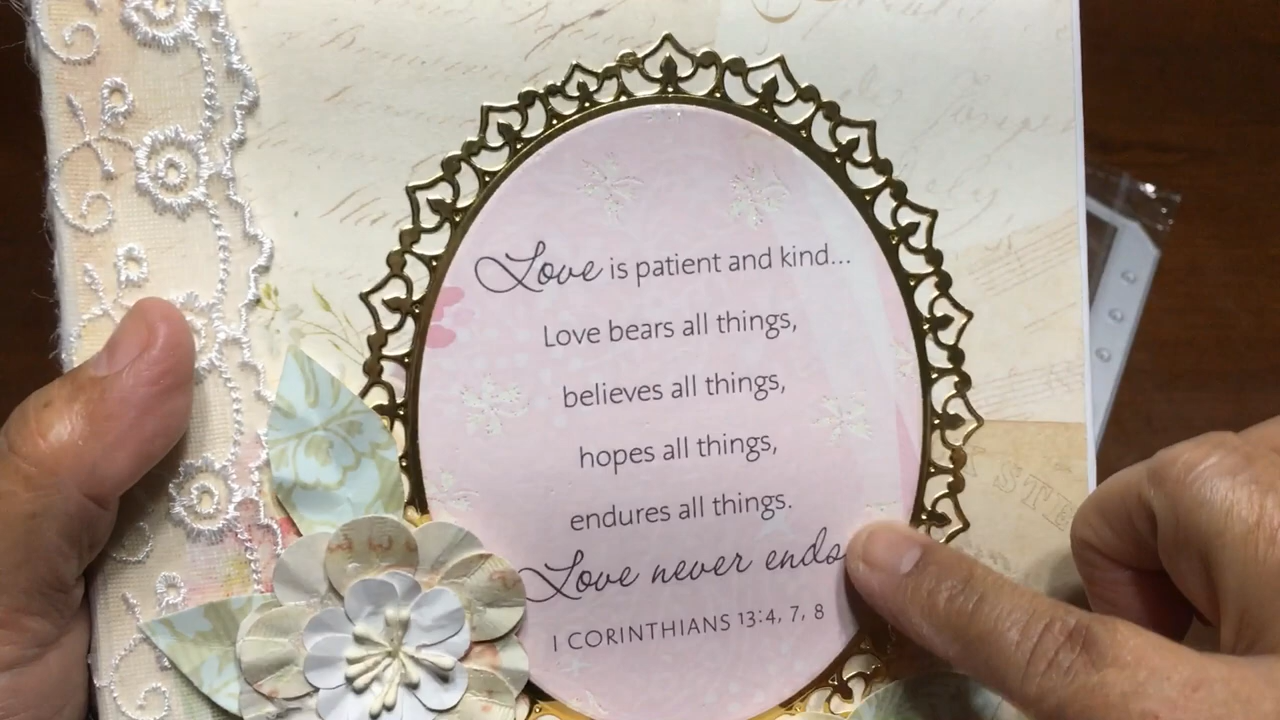 Love is patient and kind...
Love bears all things,
believes all things,
hopes all things,
endures all things.
Love never ends
1 CORINTHIANS 13:4, 7, 8